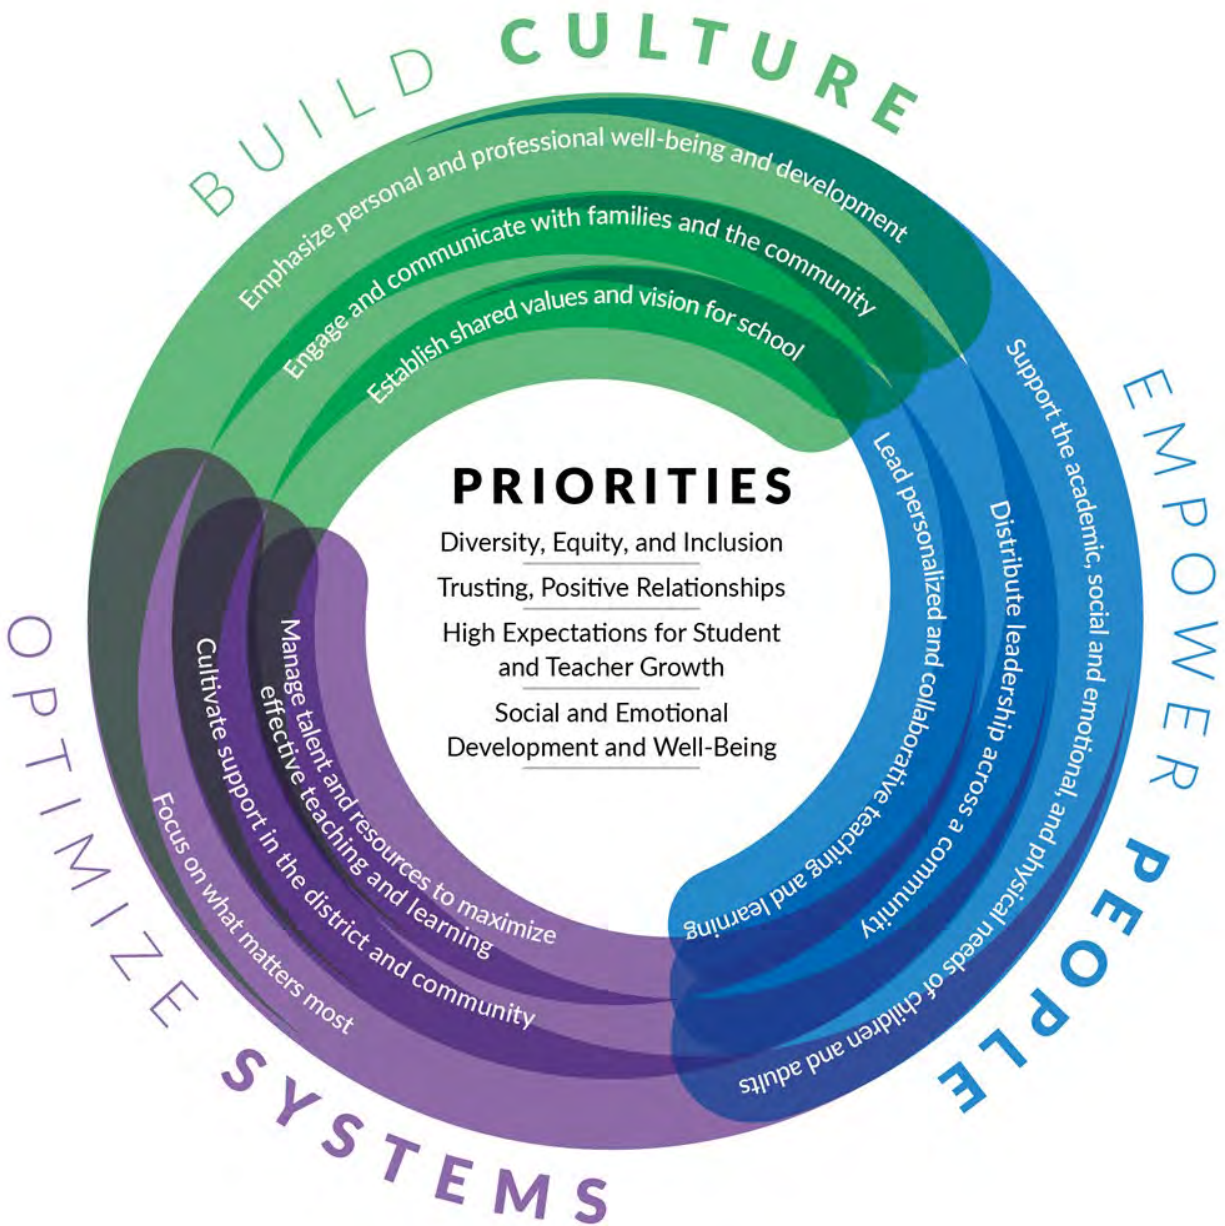 BUILD CULTURE
Emphasize personal and professional well-being and development
Engage and communicate with families and the community
Establish shared values and vision for school
EMPOWER PEOPLE
Support the academic, social and emotional, and physical needs of children and adults
Distribute leadership across a community
Lead personalized and collaborative teaching and learning
OPTIMIZE SYSTEMS
Manage talent and resources to maximize
effective teaching and learning
Cultivate support in the district and community
Focus on what matters most
PRIORITIES
Diversity, Equity, and Inclusion
Trusting, Positive Relationships
High Expectations for Student
and Teacher Growth
Social and Emotional
Development and Well-Being